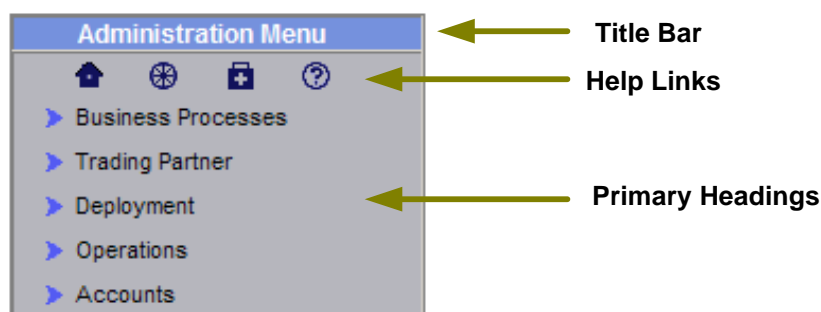 Administration Menu
Title Bar
Help Links
Business Processes
Trading Partner
Deployment
Primary Headings
Operations
Accounts